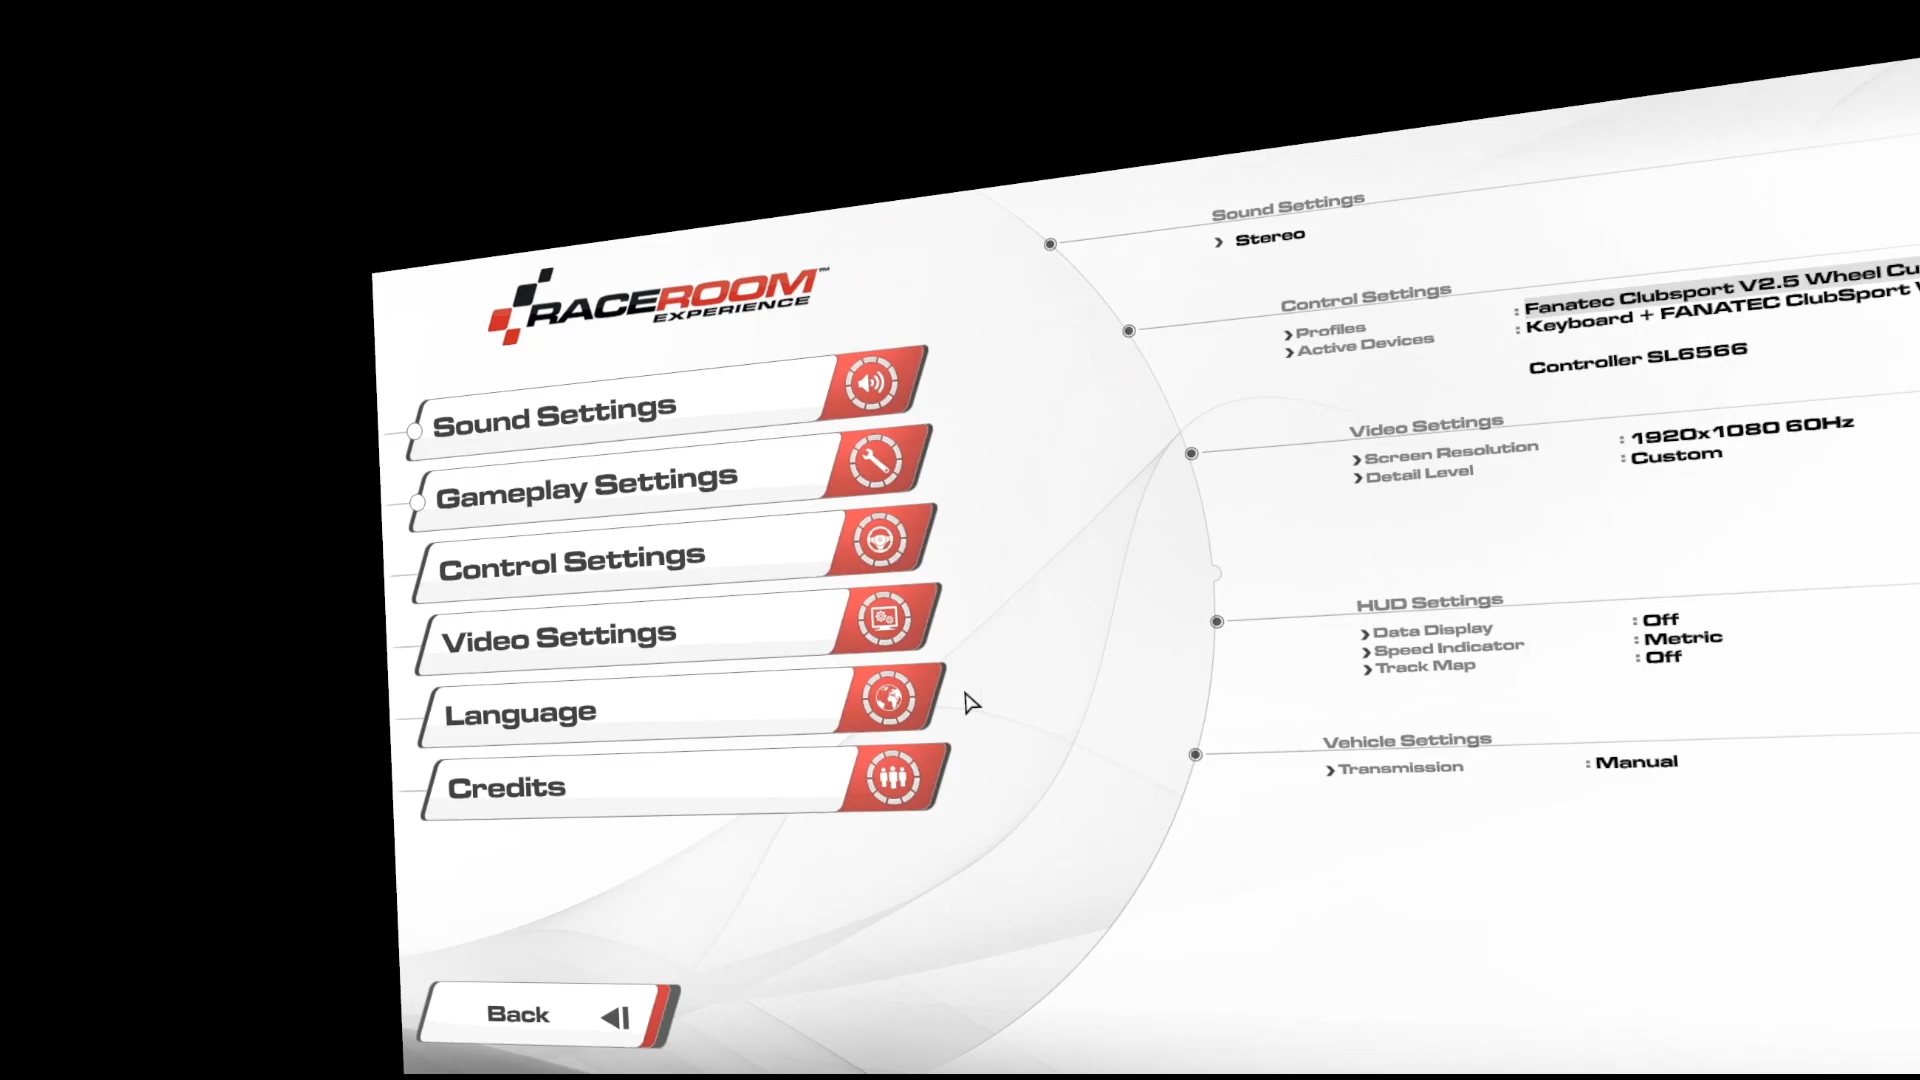 RACEROOM™
EXPERIENCE
Sound Settings
Gameplay Settings
Control Settings
Video Settings
Language
Credits
Back
Sound Settings
Stereo
Control Settings
Profiles : Fanatec Clubsport V2.5 Wheel Cu
Active Devices : Keyboard + FANATEC ClubSport
Controller SL6566
Video Settings
Screen Resolution : 1920x1080 60Hz
Detail Level : Custom
HUD Settings
Data Display : Off
Speed Indicator : Metric
Track Map : Off
Vehicle Settings
Transmission : Manual